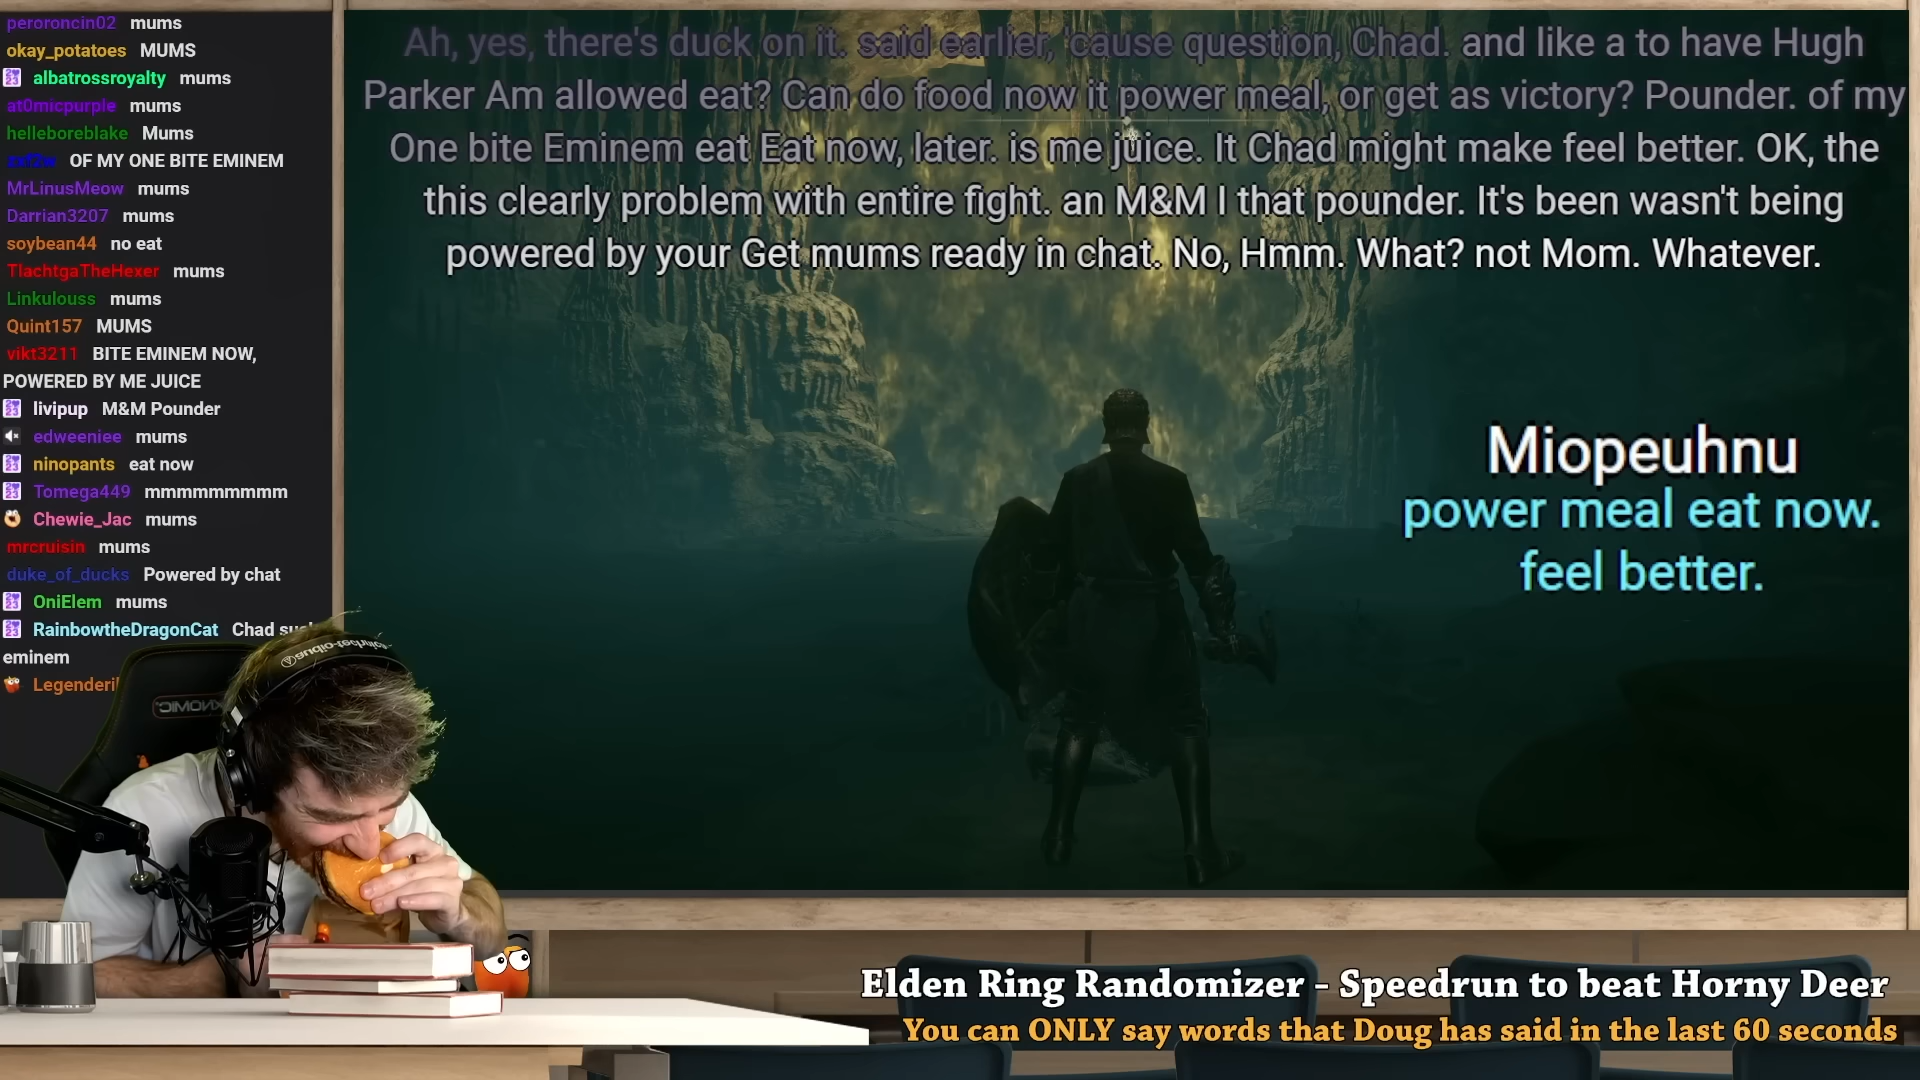 peroroncin02 mums
okay_potatoes MUMS
albatrossroyalty mums
at0micpurple mums
helleboreblake Mums
zsf2w OF MY ONE BITE EMINEM
MrLinusMeow mums
Darrian3207 mums
soybean44 no eat
TlachtgaTheHexer mums
Linkulouss mums
Quint157 MUMS
vikt3211 BITE EMINEM NOW,
POWERED BY ME JUICE
livipup M&M Pounder
edweeniee mums
ninopants eat now
Tomega449 mmmmmmmmm
Chewie_Jac mums
mrcruisin mums
duke_of_ducks Powered by chat
OniElem mums
RainbowtheDragonCat Chad
eminem
Ah, yes, there's duck on it. said earlier, 'cause question, Chad. and like a to have Hugh
Parker Am allowed eat? Can do food now it power meal, or get as victory? Pounder. of my
One bite Eminem eat Eat now, later. is me juice. It Chad might make feel better. OK, the
this clearly problem with entire fight. an M&M I that pounder. It's been wasn't being
powered by your Get mums ready in chat. No, Hmm. What? not Mom. Whatever.
Miopeuhnu
power meal eat now.
feel better.
audio-technica
Elden Ring Randomizer - Speedrun to beat Horny Deer
You can ONLY say words that Doug has said in the last 60 seconds